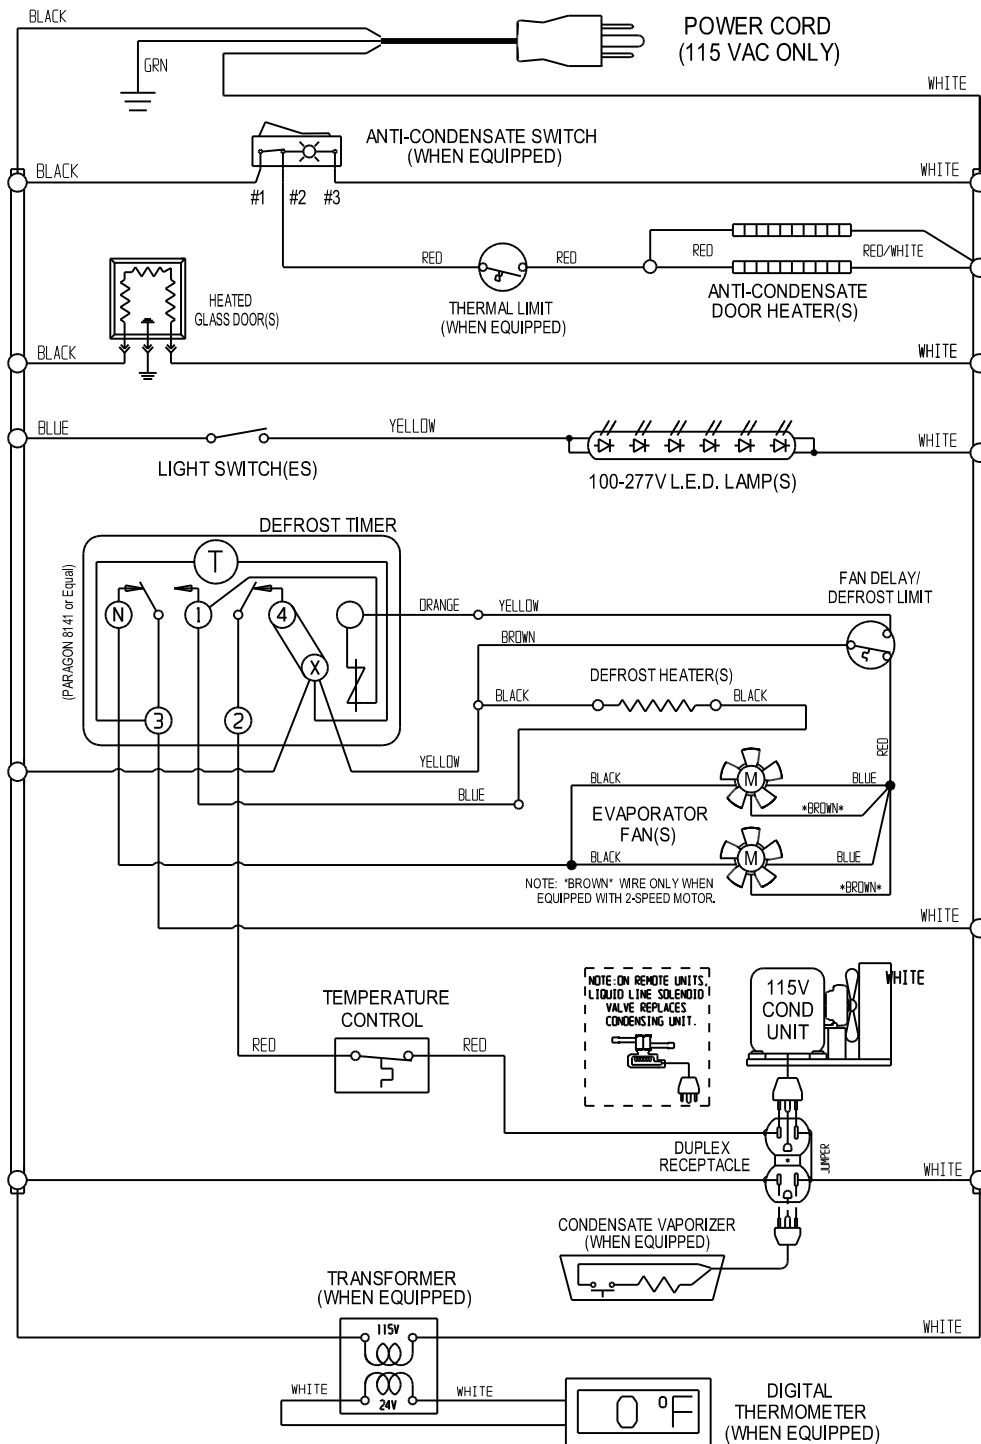 BLACK
POWER CORD
(115 VAC ONLY)
GRN
WHITE
ANTI-CONDENSATE SWITCH
(WHEN EQUIPPED)
BLACK
WHITE
#1 #2 #3
RED
RED
RED
RED/WHITE
HEATED
GLASS DOOR(S)
THERMAL LIMIT
(WHEN EQUIPPED)
ANTI-CONDENSATE
DOOR HEATER(S)
BLACK
WHITE
BLUE
YELLOW
WHITE
LIGHT SWITCH(ES)
100-277V L.E.D. LAMP(S)
DEFROST TIMER
(PARAGON 8141 or Equal)
T
N
1
4
X
3
2
ORANGE
YELLOW
FAN DELAY/
DEFROST LIMIT
BROWN
DEFROST HEATER(S)
BLACK
BLACK
RED
YELLOW
BLUE
BLACK
M
BLUE
*BROWN*
EVAPORATOR
FAN(S)
BLACK
M
BLUE
*BROWN*
NOTE: *BROWN* WIRE ONLY WHEN
EQUIPPED WITH 2-SPEED MOTOR.
WHITE
NOTE:ON REMOTE UNITS,
LIQUID LINE SOLENOID
VALVE REPLACES
CONDENSING UNIT.
115V
COND
UNIT
WHITE
TEMPERATURE
CONTROL
RED
RED
DUPLEX
RECEPTACLE
*
JUMPER
WHITE
CONDENSATE VAPORIZER
(WHEN EQUIPPED)
TRANSFORMER
(WHEN EQUIPPED)
115V
WHITE
WHITE
24V
WHITE
0 °F
DIGITAL
THERMOMETER
(WHEN EQUIPPED)